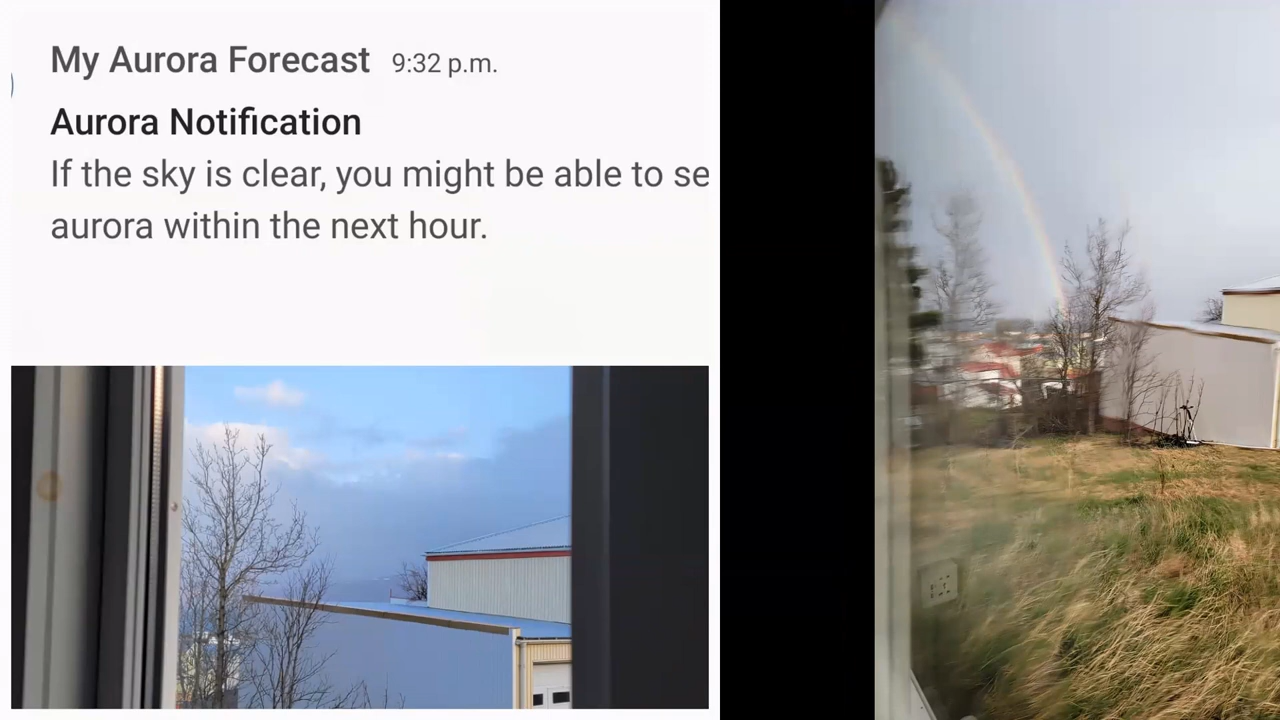 My Aurora Forecast 9:32 p.m.
Aurora Notification
If the sky is clear, you might be able to se
aurora within the next hour.